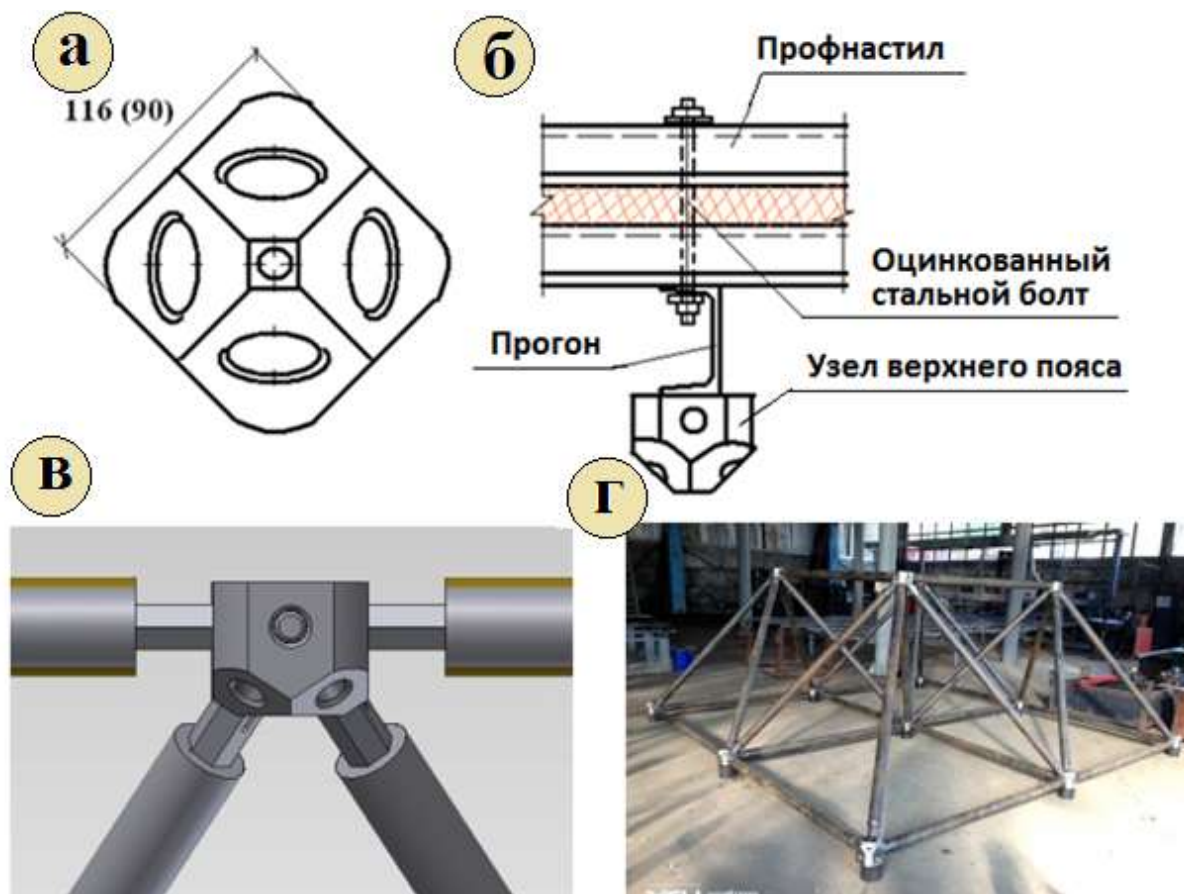 а
116 (90)
б
Профнастил
Оцинкованный
стальной болт
Прогон
Узел верхнего пояса
в
г